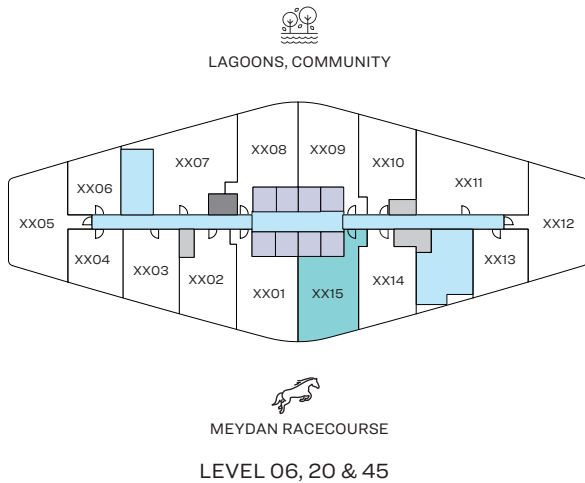 LAGOONS, COMMUNITY
XX08
XX09
XX07
XX10
XX06
XX11
XX05
XX12
XX04
XX03
XX02
XX01
XX15
XX14
XX13
MEYDAN RACECOURSE
LEVEL 06, 20 & 45